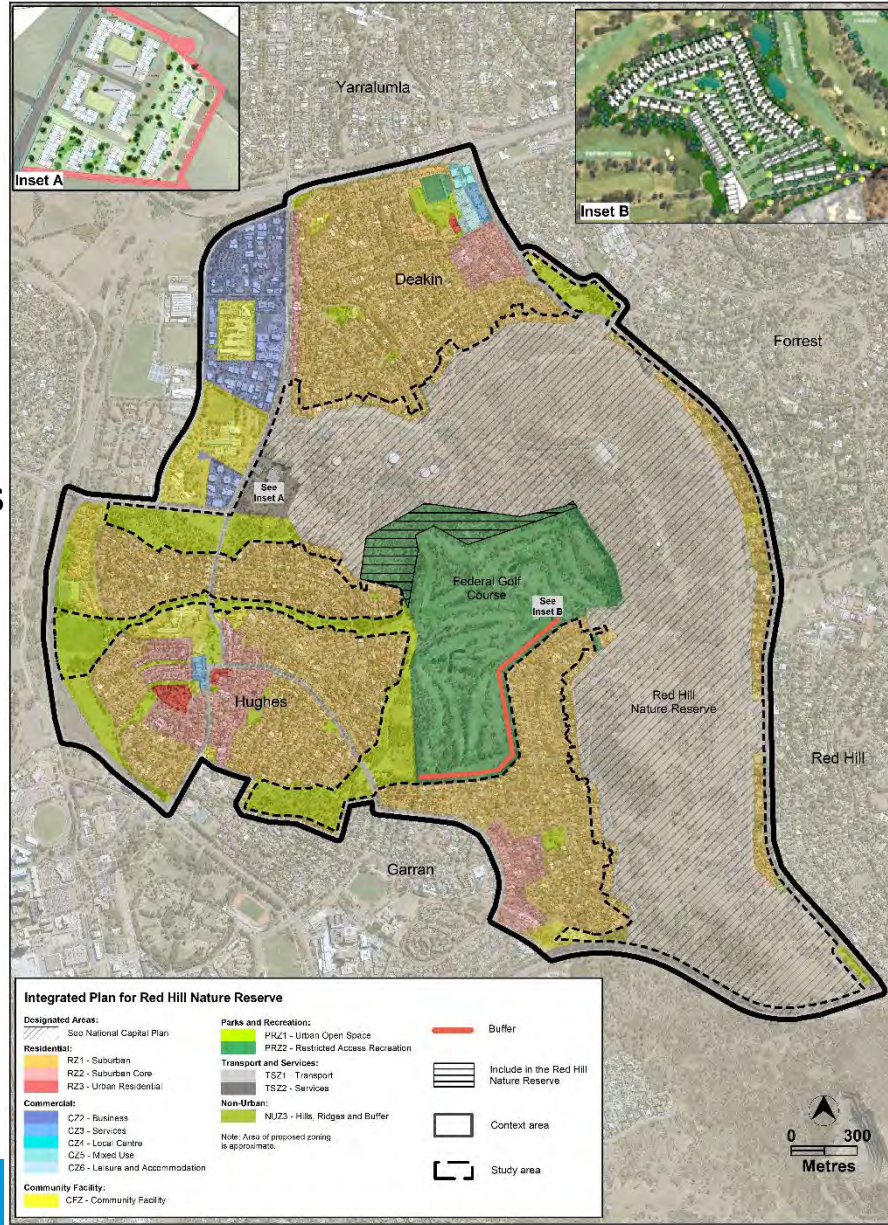 Inset A
Yarralumla
Inset B
Deakin
Forrest
S
See
Inset A
Federal Golf
Course
See
Inset B
Hughes
Red Hill
Nature Reserve
Red Hill
Garran
Integrated Plan for Red Hill Nature Reserve
Designated Areas:
See National Capital Plan
Residential:
RZ1 - Suburban
RZ2 - Suburban Core
RZ3 - Urban Residential
Commercial:
CZ2 - Business
CZ3 - Services
CZ4 - Local Centre
CZ5 - Mixed Use
CZ6 - Leisure and Accommodation
Community Facility:
CFZ - Community Facility
Parks and Recreation:
PRZ1 - Urban Open Space
PRZ2 - Restricted Access Recreation
Transport and Services:
TSZ1 - Transport
TSZ2 - Services
Non-Urban:
NUZ3 - Hills, Ridges and Buffer
Note: Area of proposed zoning
is approximate.
Buffer
Include in the Red Hill
Nature Reserve
Context area
Study area
0 300
Metres